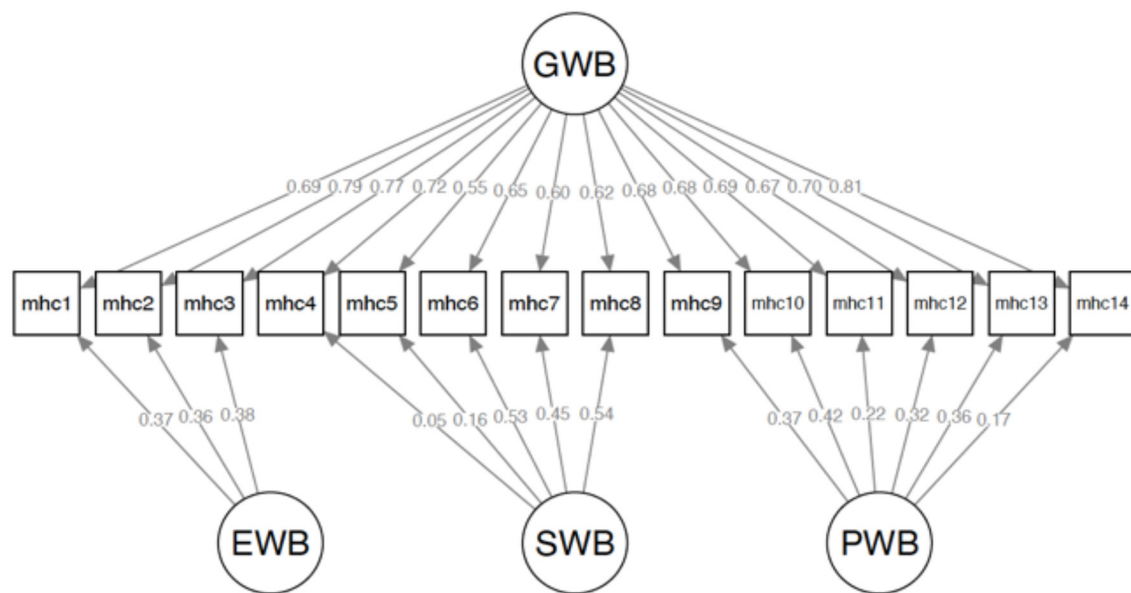 GWB
0.69 0.79 0.77 0.72 0.55 0.65 0.60 0.62 0.68 0.68 0.69 0.67 0.70 0.81
mhc1 mhc2 mhc3 mhc4 mhc5 mhc6 mhc7 mhc8 mhc9 mhc10 mhc11 mhc12 mhc13 mhc14
0.37 0.36 0.38 0.05 0.16 0.53 0.45 0.54 0.37 0.42 0.22 0.32 0.36 0.17
EWB SWB PWB